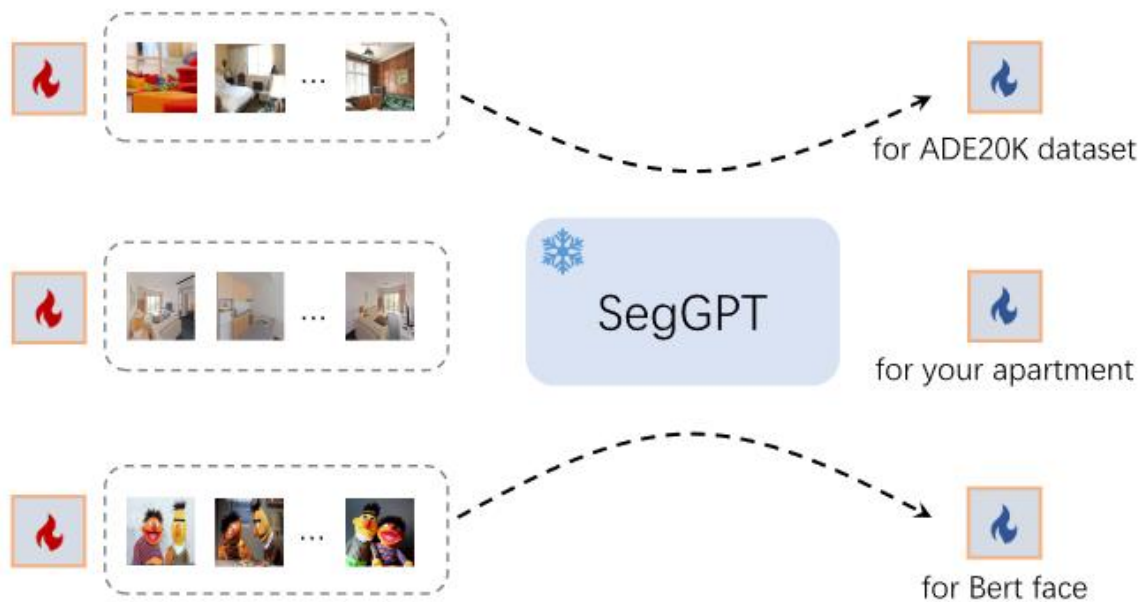 ...
for ADE20K dataset
SegGPT
...
for your apartment
...
for Bert face